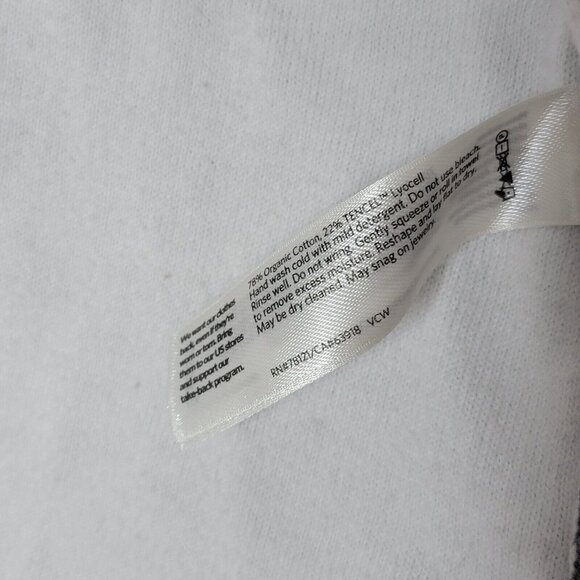 78% Organic Cotton, 22% TENCEL™ Lyocell
Hand wash cold with mild detergent. Do not use bleach.
Rinse well. Do not wring. Gently squeeze or roll in towel
to remove excess moisture. Reshape and lay flat to dry.
May be dry cleaned. May snag on jewelry.
RN#78121/CA#63918 VCW
We want our clothes
back, even if they're
worn or torn. Bring
them to our US stores
and support our
take-back program.